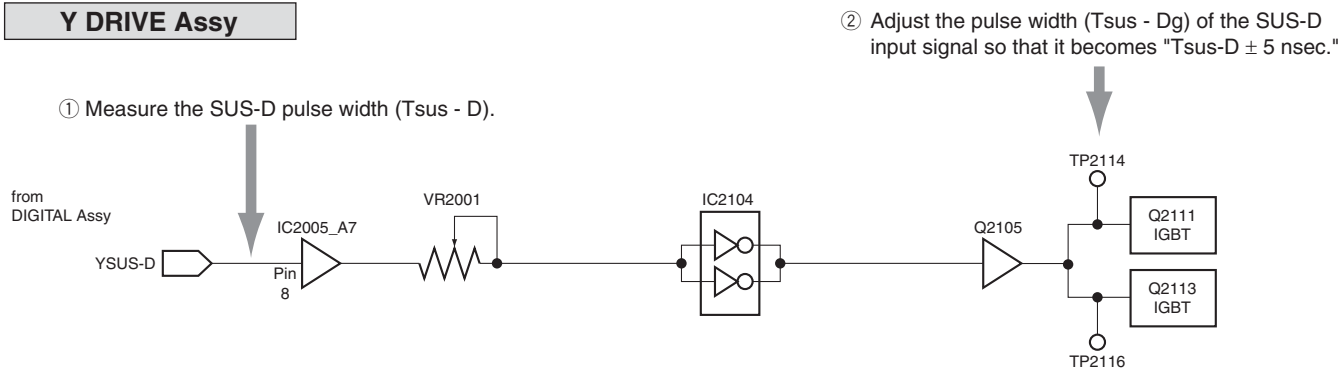 Y DRIVE Assy
② Adjust the pulse width (Tsus - Dg) of the SUS-D
input signal so that it becomes "Tsus-D ± 5 nsec."
① Measure the SUS-D pulse width (Tsus - D).
from
DIGITAL Assy
YSUS-D
Pin
8
IC2005_A7
VR2001
IC2104
Q2105
TP2114
Q2111
IGBT
Q2113
IGBT
TP2116